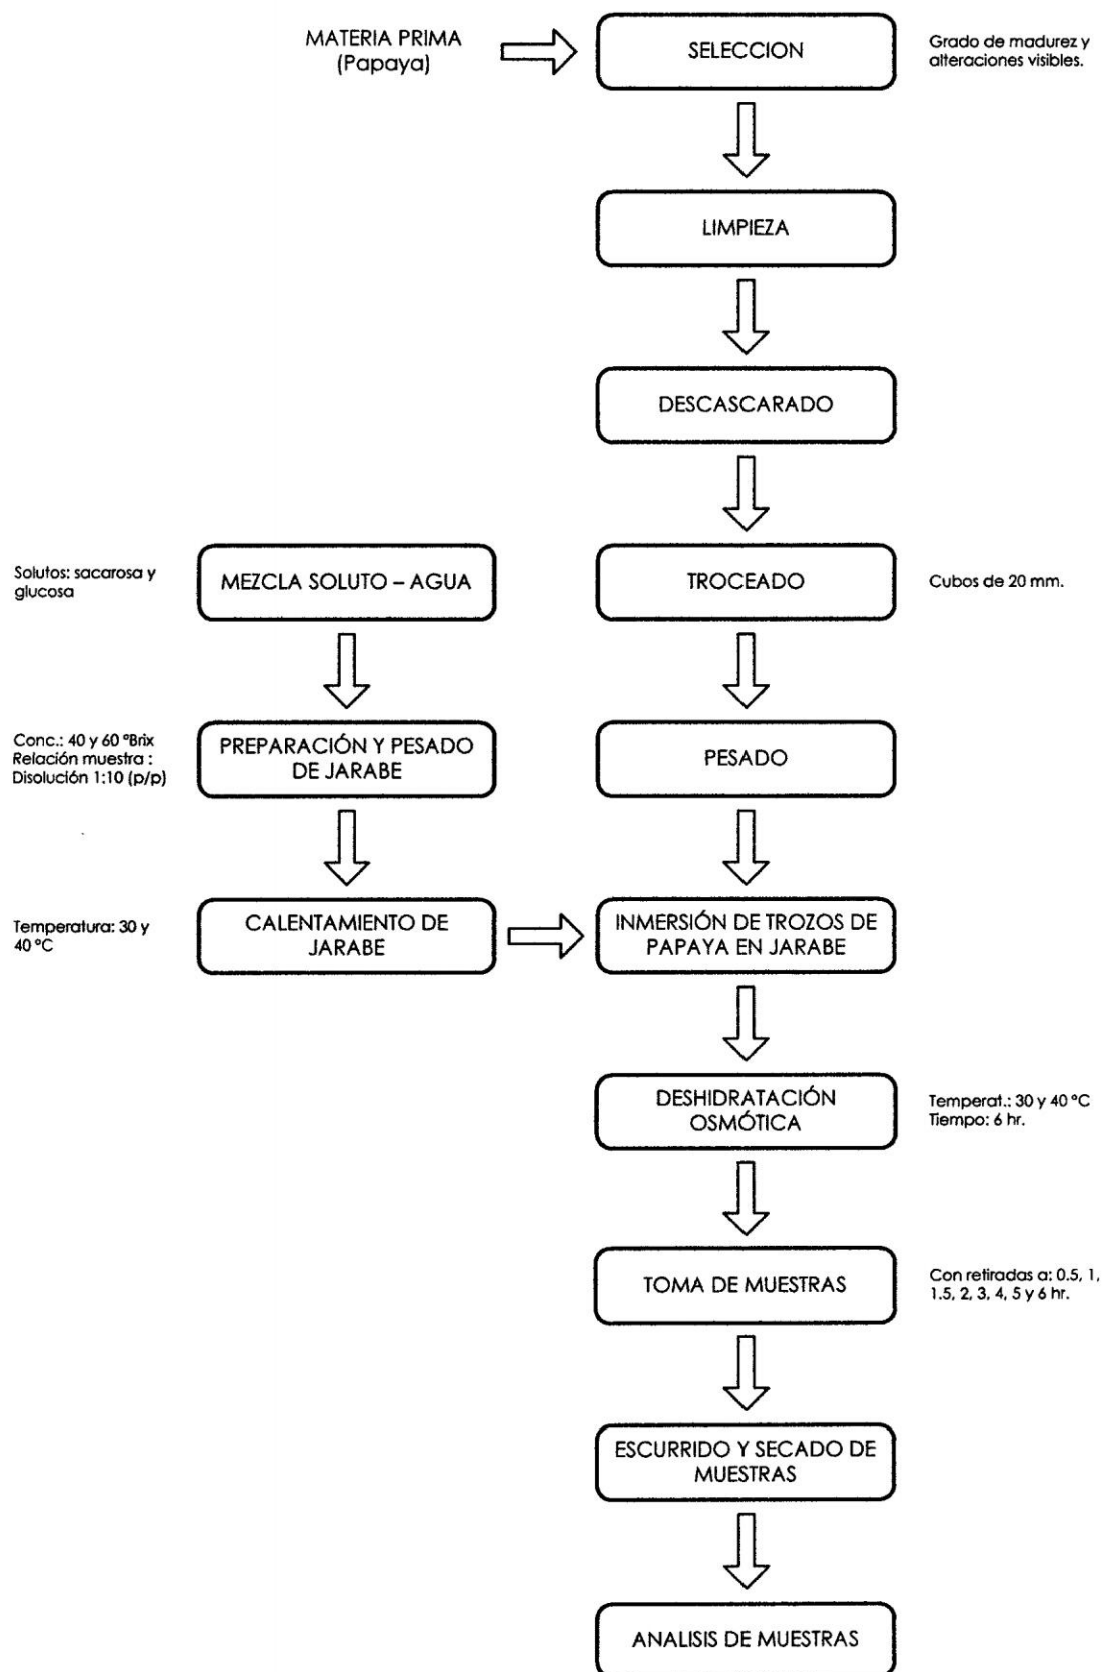 MATERIA PRIMA
(Papaya)
SELECCION
Grado de madurez y
alteraciones visibles.
LIMPIEZA
DESCASCARADO
Solutos: sacarosa y
glucosa
MEZCLA SOLUTO – AGUA
TROCEADO
Cubos de 20 mm.
Conc.: 40 y 60 ºBrix
Relación muestra :
Disolución 1:10 (p/p)
PREPARACIÓN Y PESADO
DE JARABE
PESADO
Temperatura: 30 y
40 ºC
CALENTAMIENTO DE
JARABE
INMERSIÓN DE TROZOS DE
PAPAYA EN JARABE
DESHIDRATACIÓN
OSMÓTICA
Temperat.: 30 y 40 ºC
Tiempo: 6 hr.
TOMA DE MUESTRAS
Con retiradas a: 0.5, 1,
1.5, 2, 3, 4, 5 y 6 hr.
ESCURRIDO Y SECADO DE
MUESTRAS
ANALISIS DE MUESTRAS